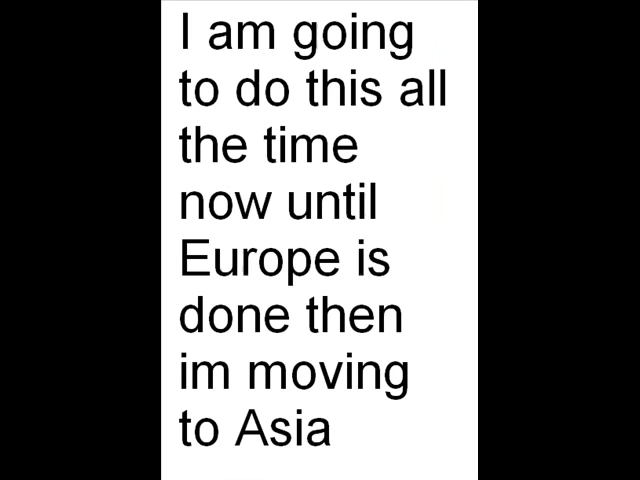 I am going
to do this all
the time
now until
Europe is
done then
im moving
to Asia